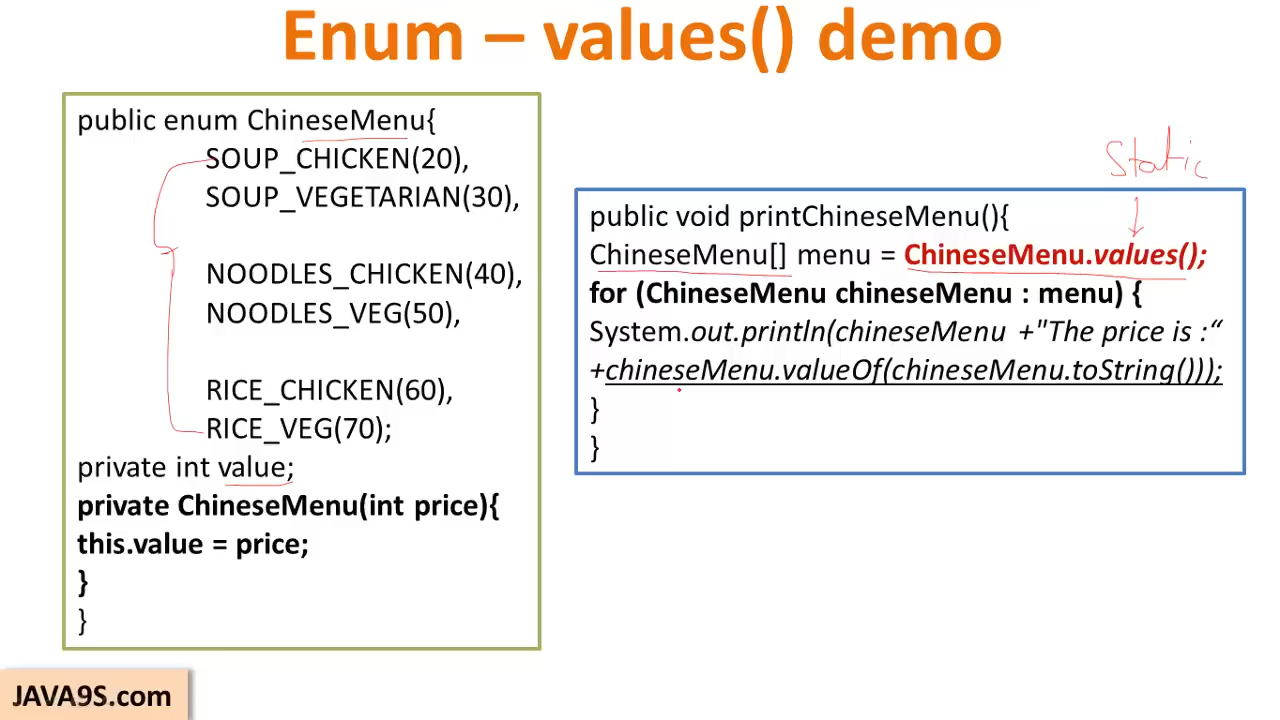 Enum – values() demo
public enum ChineseMenu{
SOUP_CHICKEN(20),
SOUP_VEGETARIAN(30),
NOODLES_CHICKEN(40),
NOODLES_VEG(50),
RICE_CHICKEN(60),
RICE_VEG(70);
private int value;
private ChineseMenu(int price){
this.value = price;
}
}
Static
public void printChineseMenu(){
ChineseMenu[] menu = ChineseMenu.values();
for (ChineseMenu chineseMenu : menu) {
System.out.println(chineseMenu +"The price is :“
+chineseMenu.valueOf(chineseMenu.toString()));
}
}
JAVA9S.com